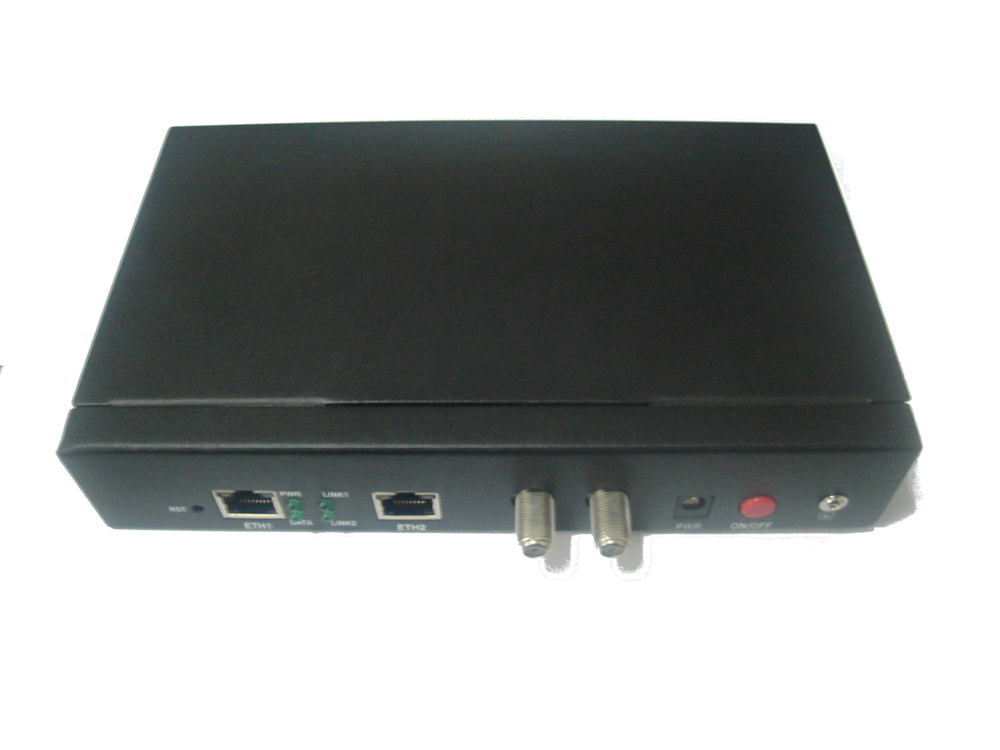 RST
PWR
LINK1
DATA
LINK2
ETH1
ETH2
PWR
ON/OFF